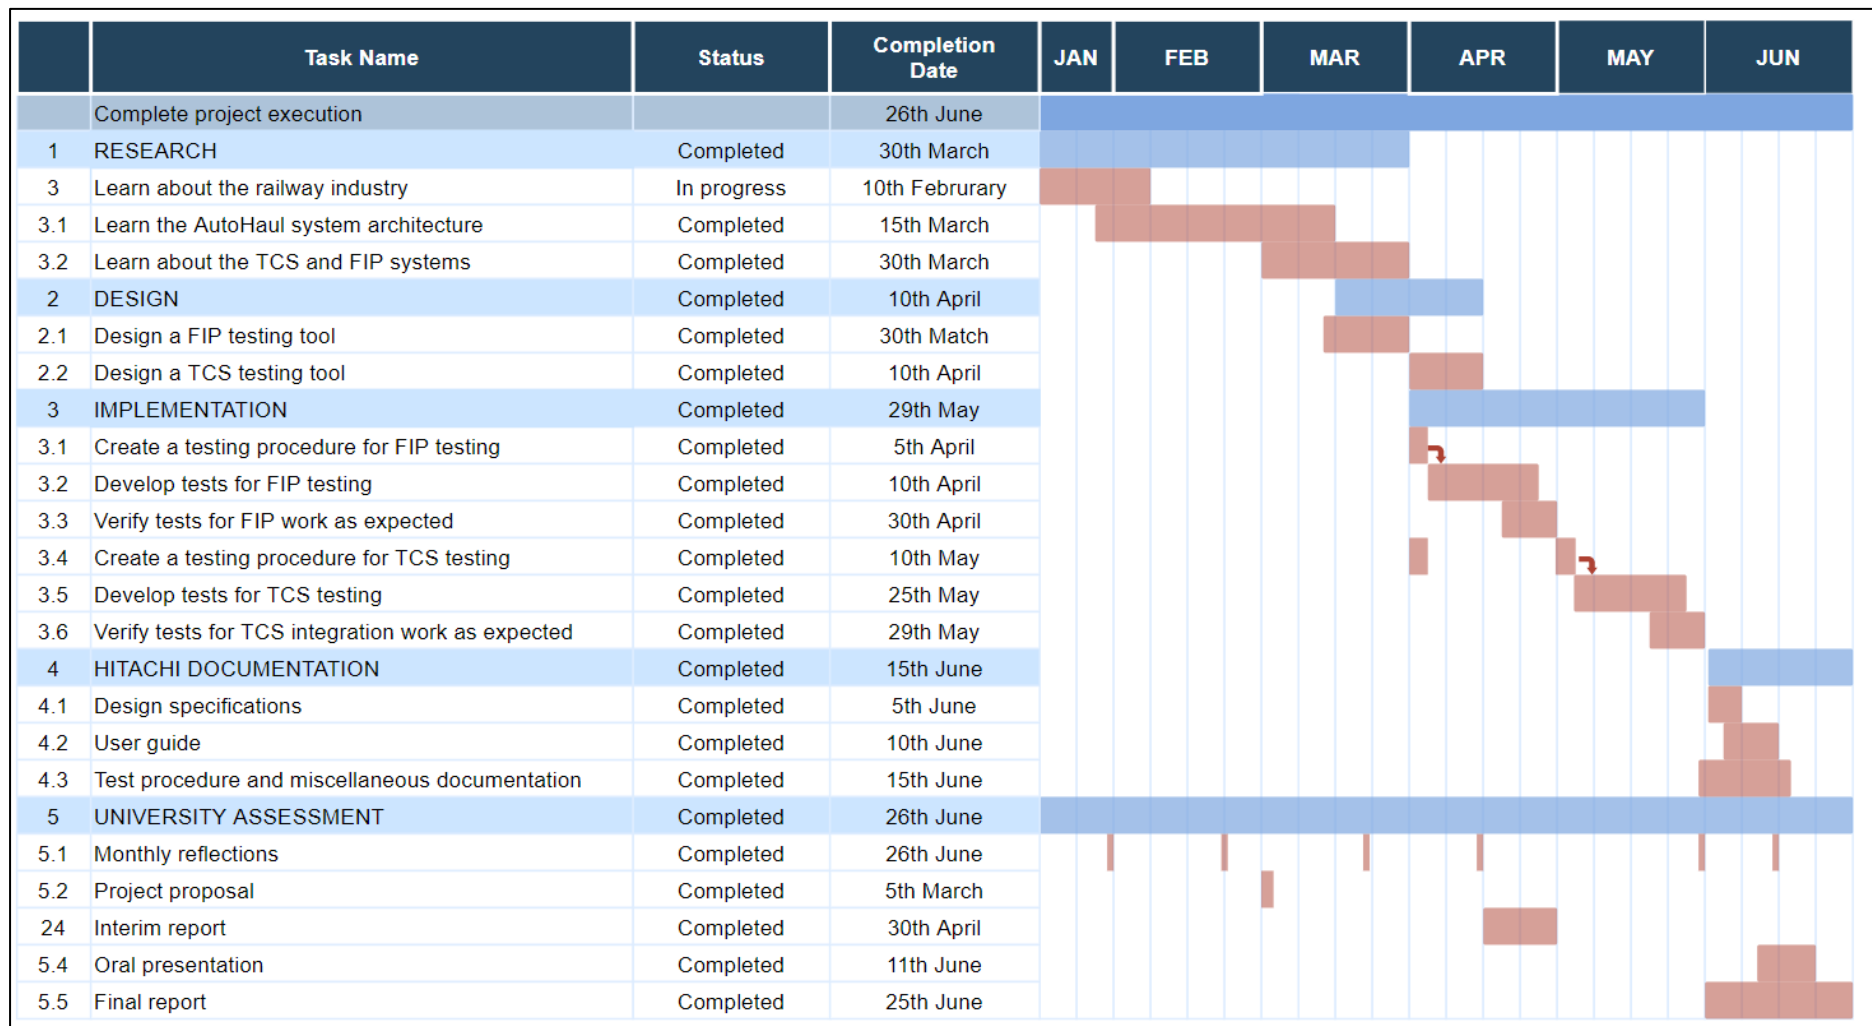 Task Name Status Completion Date JAN FEB MAR APR MAY JUN
Complete project execution 26th June
1 RESEARCH Completed 30th March
3 Learn about the railway industry In progress 10th Februrary
3.1 Learn the AutoHaul system architecture Completed 15th March
3.2 Learn about the TCS and FIP systems Completed 30th March
2 DESIGN Completed 10th April
2.1 Design a FIP testing tool Completed 30th Match
2.2 Design a TCS testing tool Completed 10th April
3 IMPLEMENTATION Completed 29th May
3.1 Create a testing procedure for FIP testing Completed 5th April
3.2 Develop tests for FIP testing Completed 10th April
3.3 Verify tests for FIP work as expected Completed 30th April
3.4 Create a testing procedure for TCS testing Completed 10th May
3.5 Develop tests for TCS testing Completed 25th May
3.6 Verify tests for TCS integration work as expected Completed 29th May
4 HITACHI DOCUMENTATION Completed 15th June
4.1 Design specifications Completed 5th June
4.2 User guide Completed 10th June
4.3 Test procedure and miscellaneous documentation Completed 15th June
5 UNIVERSITY ASSESSMENT Completed 26th June
5.1 Monthly reflections Completed 26th June
5.2 Project proposal Completed 5th March
24 Interim report Completed 30th April
5.4 Oral presentation Completed 11th June
5.5 Final report Completed 25th June